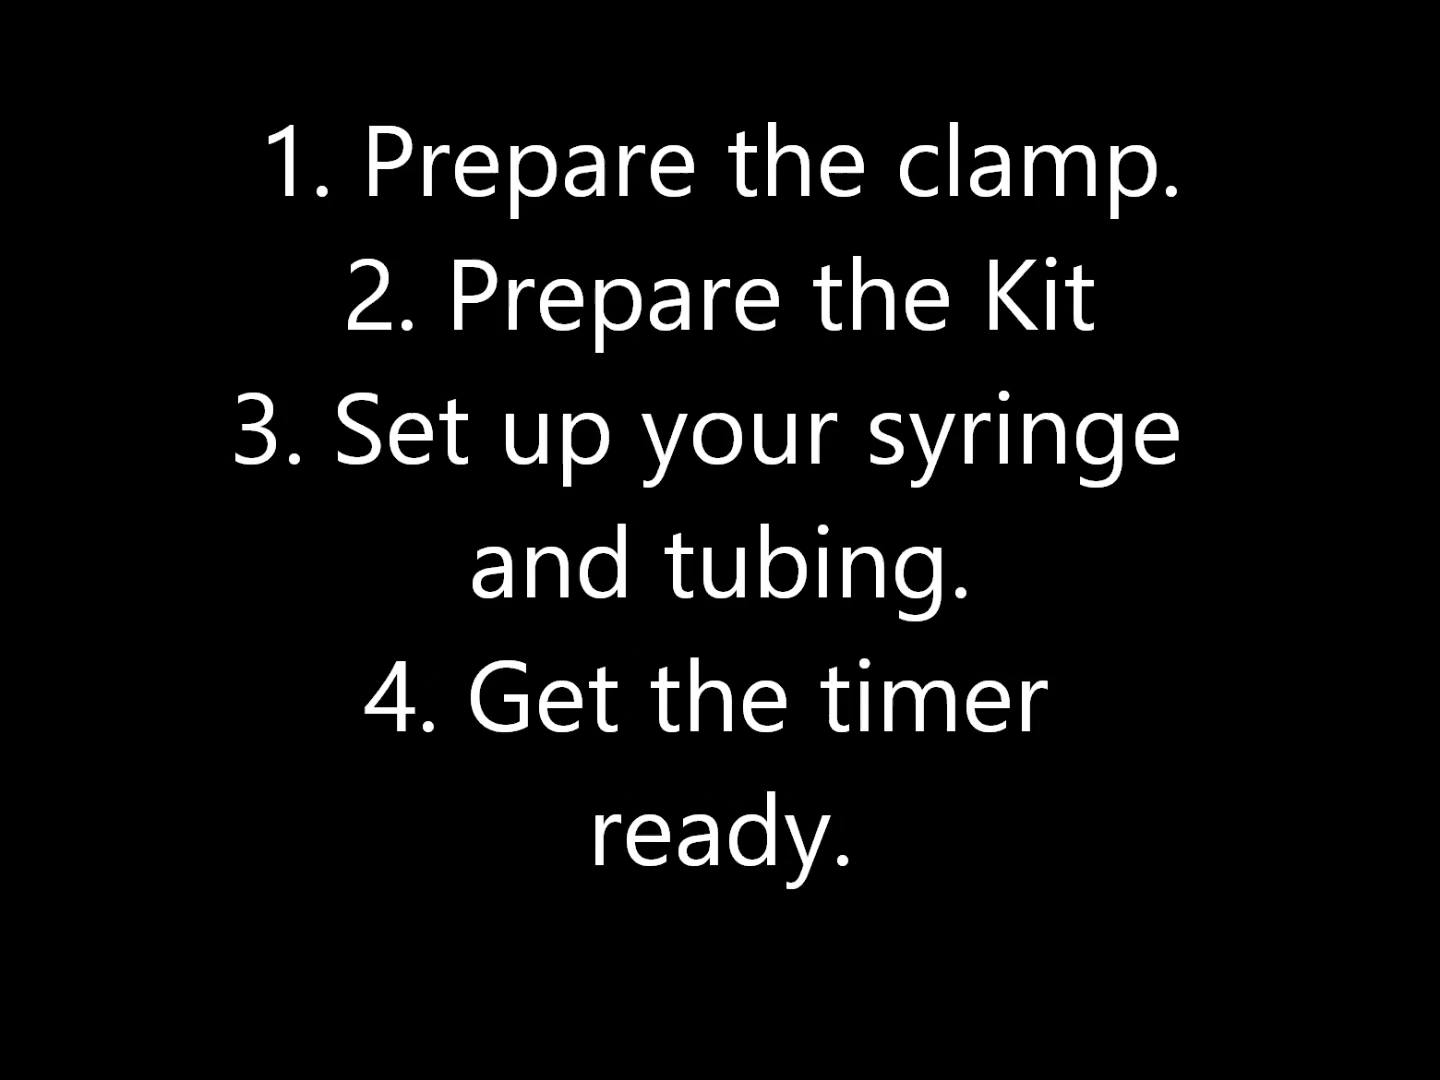 1. Prepare the clamp.
2. Prepare the Kit
3. Set up your syringe
and tubing.
4. Get the timer
ready.